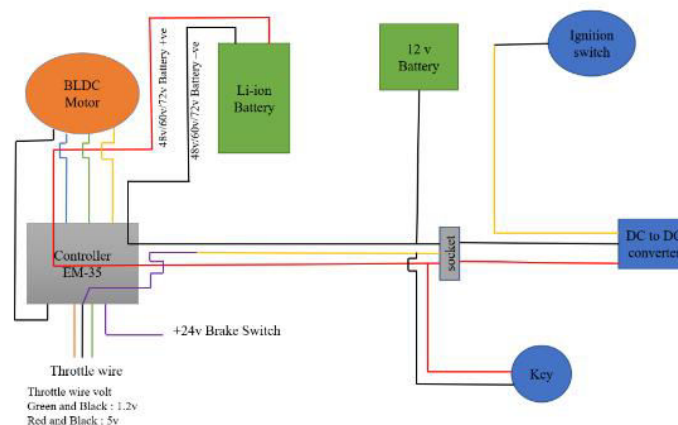 BLDC
Motor
48v/60v/72v Battery +ve
48v/60v/72v Battery –ve
Li-ion
Battery
12 v
Battery
Ignition
switch
Controller
EM-35
socket
DC to DC
converter
+24v Brake Switch
Key
Throttle wire
Throttle wire volt
Green and Black : 1.2v
Red and Black : 5v